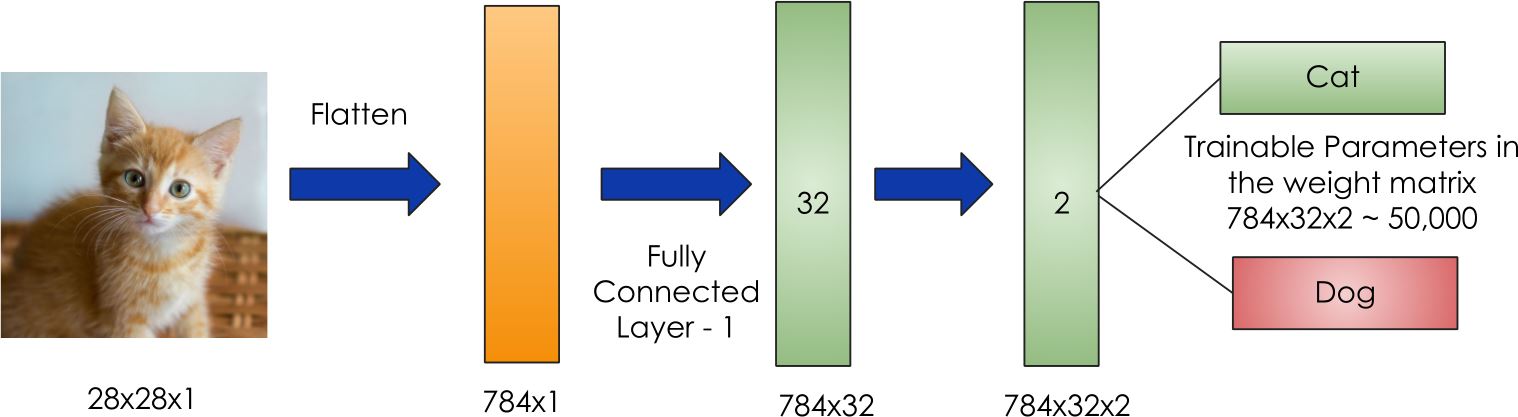 Flatten
Fully
Connected
Layer - 1
32
2
Cat
Trainable Parameters in
the weight matrix
784x32x2 ~ 50,000
Dog
28x28x1
784x1
784x32
784x32x2